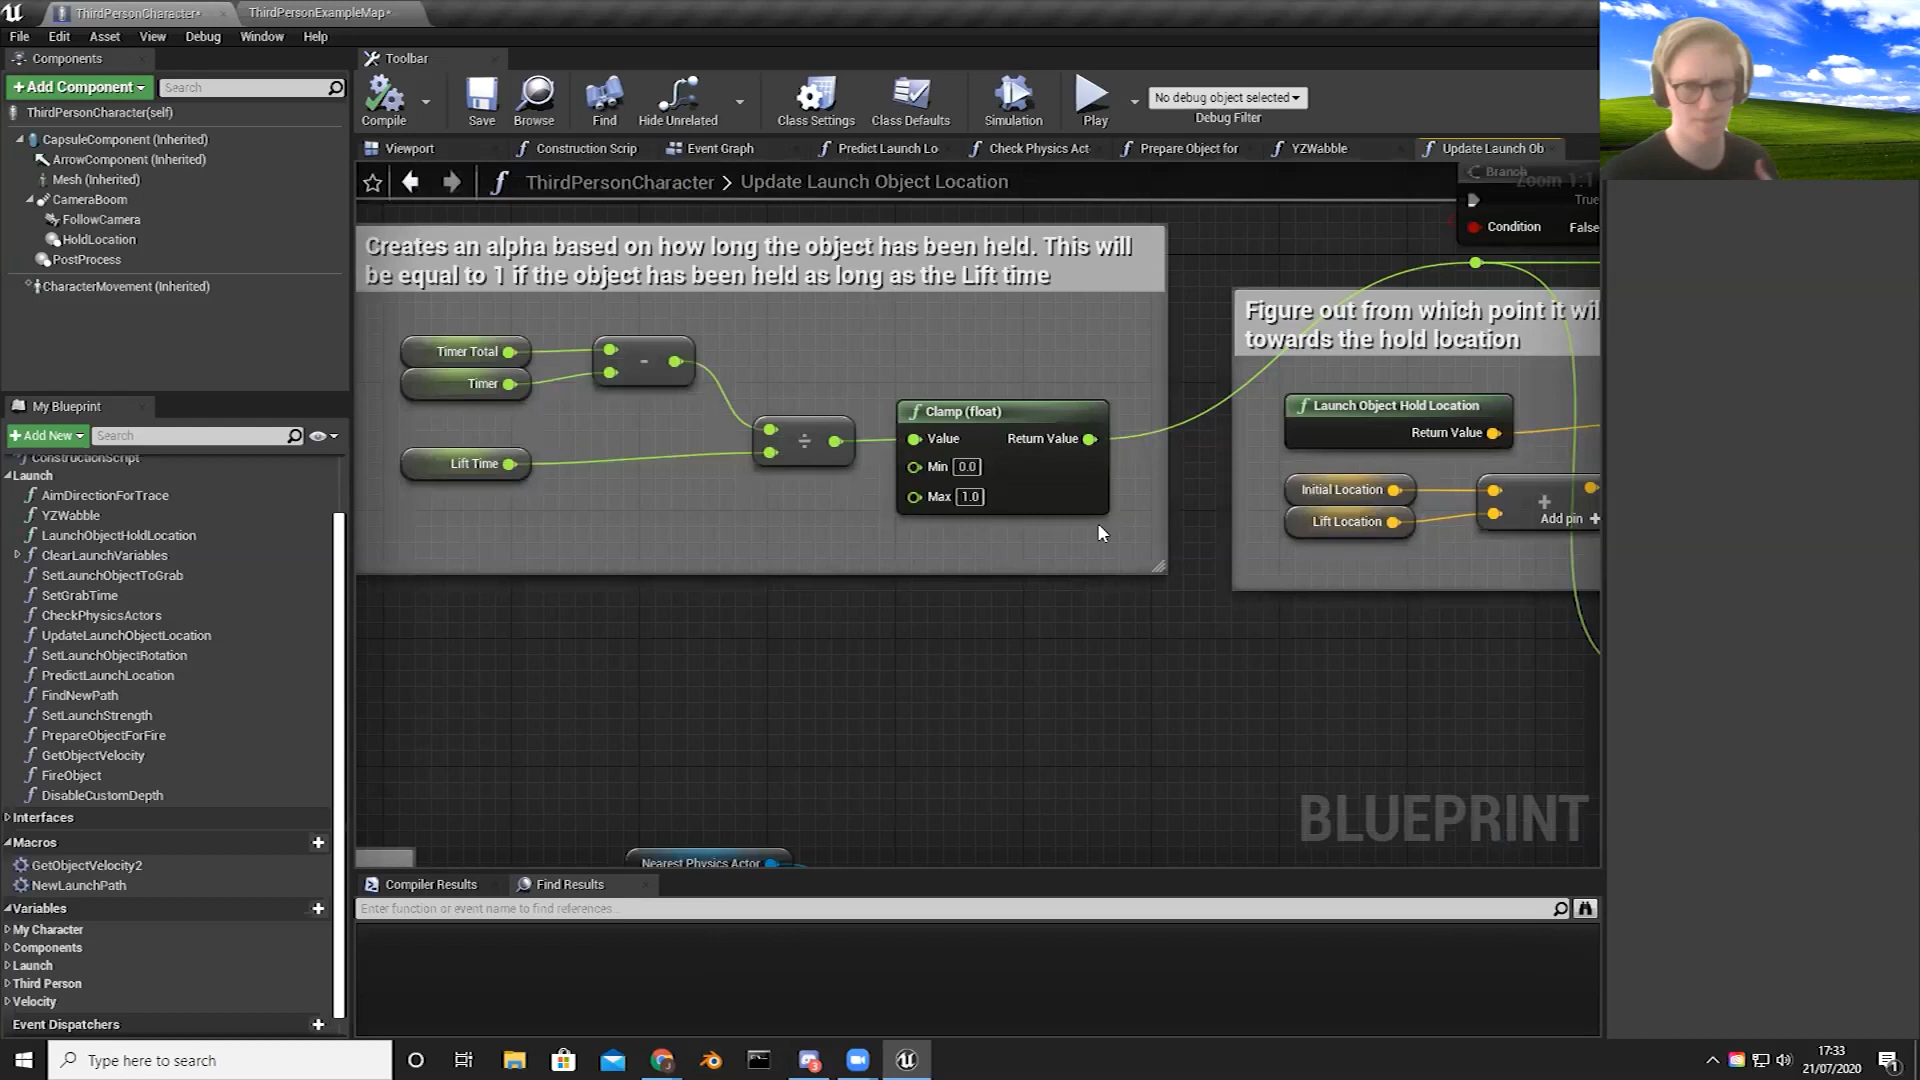 ThirdPersonCharacter*
ThirdPersonExampleMap*
File Edit Asset View Debug Window Help
Components
+Add Component
Search
ThirdPersonCharacter(self)
CapsuleComponent (Inherited)
ArrowComponent (Inherited)
Mesh (Inherited)
CameraBoom
FollowCamera
HoldLocation
PostProcess
CharacterMovement (Inherited)
Toolbar
Compile
Save
Browse
Find
Hide Unrelated
Class Settings
Class Defaults
Simulation
Play
No debug object selected
Debug Filter
Viewport
Construction Scrip
Event Graph
Predict Launch Lo
Check Physics Act
Prepare Object for
YZWabble
Update Launch Ob
ThirdPersonCharacter > Update Launch Object Location
Zoom 1:1
Branch
True
Condition
False
Creates an alpha based on how long the object has been held. This will
be equal to 1 if the object has been held as long as the Lift time
Timer Total
Timer
-
Lift Time
÷
Clamp (float)
Value
Return Value
Min 0.0
Max 1.0
Figure out from which point it wil
towards the hold location
Launch Object Hold Location
Return Value
Initial Location
Lift Location
+
Add pin +
Nearest Physics Actor
BLUEPRINT
My Blueprint
+Add New
Search
ConstructionScript
Launch
AimDirectionForTrace
YZWabble
LaunchObjectHoldLocation
ClearLaunchVariables
SetLaunchObjectToGrab
SetGrabTime
CheckPhysicsActors
UpdateLaunchObjectLocation
SetLaunchObjectRotation
PredictLaunchLocation
FindNewPath
SetLaunchStrength
PrepareObjectForFire
GetObjectVelocity
FireObject
DisableCustomDepth
Interfaces
Macros
GetObjectVelocity2
NewLaunchPath
Variables
My Character
Components
Launch
Third Person
Velocity
Event Dispatchers
Compiler Results
Find Results
Enter function or event name to find references...
Type here to search
17:33
21/07/2020